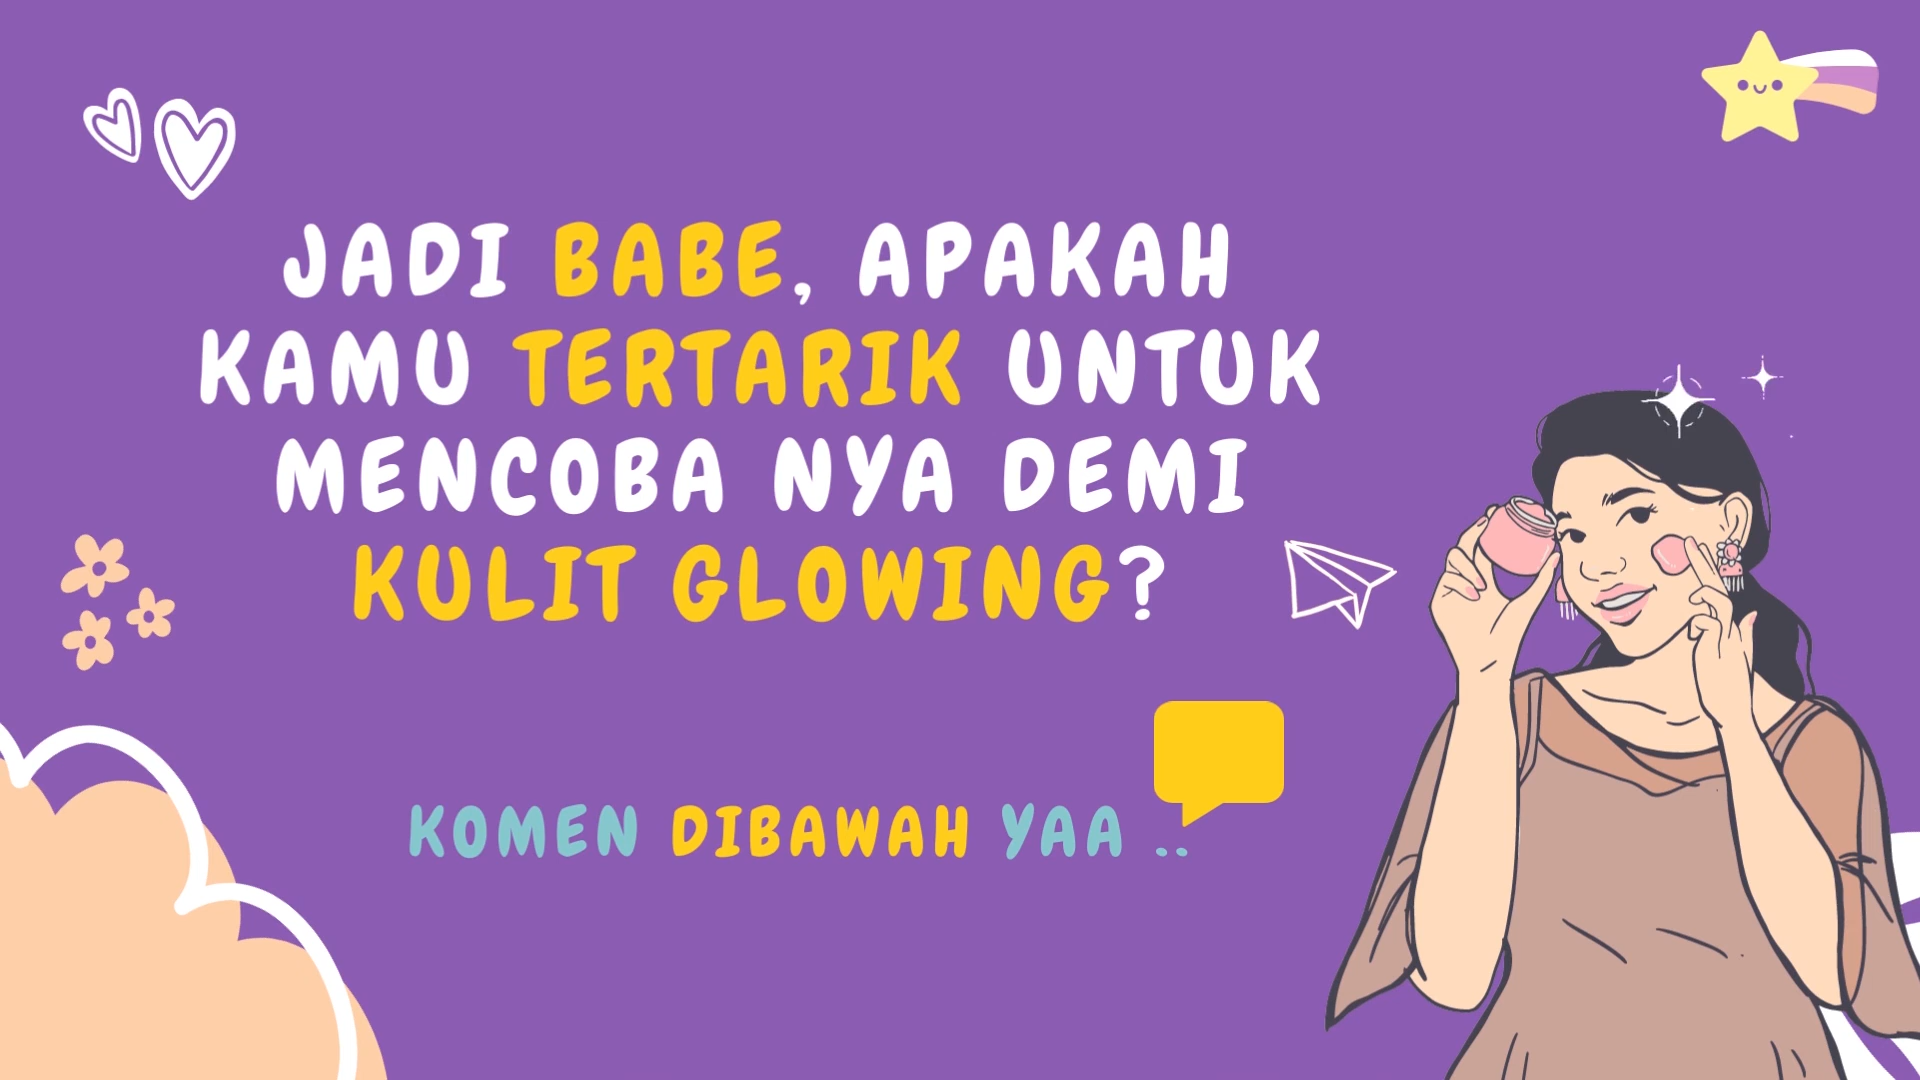 JADI BABE, APAKAH
KAMU TERTARIK UNTUK
MENCOBA NYA DEMI
KULIT GLOWING?
KOMEN DIBAWAH YAA ..